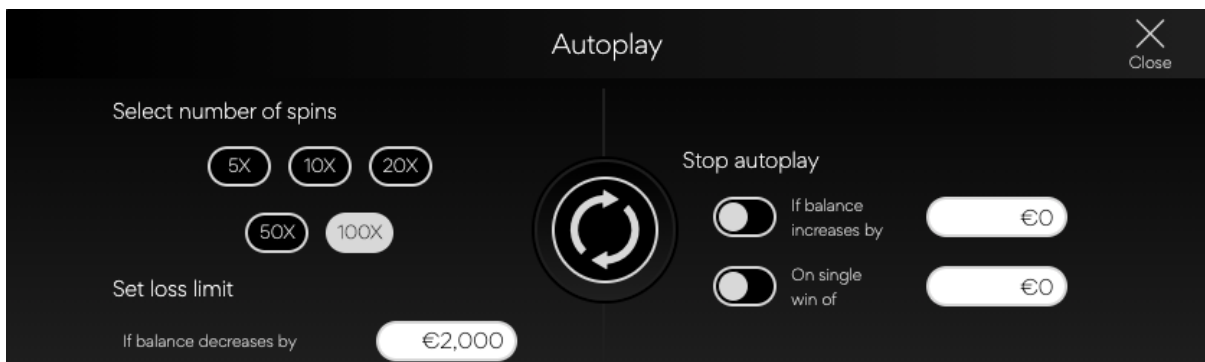 Autoplay
Close
Select number of spins
5X 10X 20X
50X 100X
Set loss limit
If balance decreases by €2,000
Stop autoplay
If balance
increases by
€0
On single
win of
€0